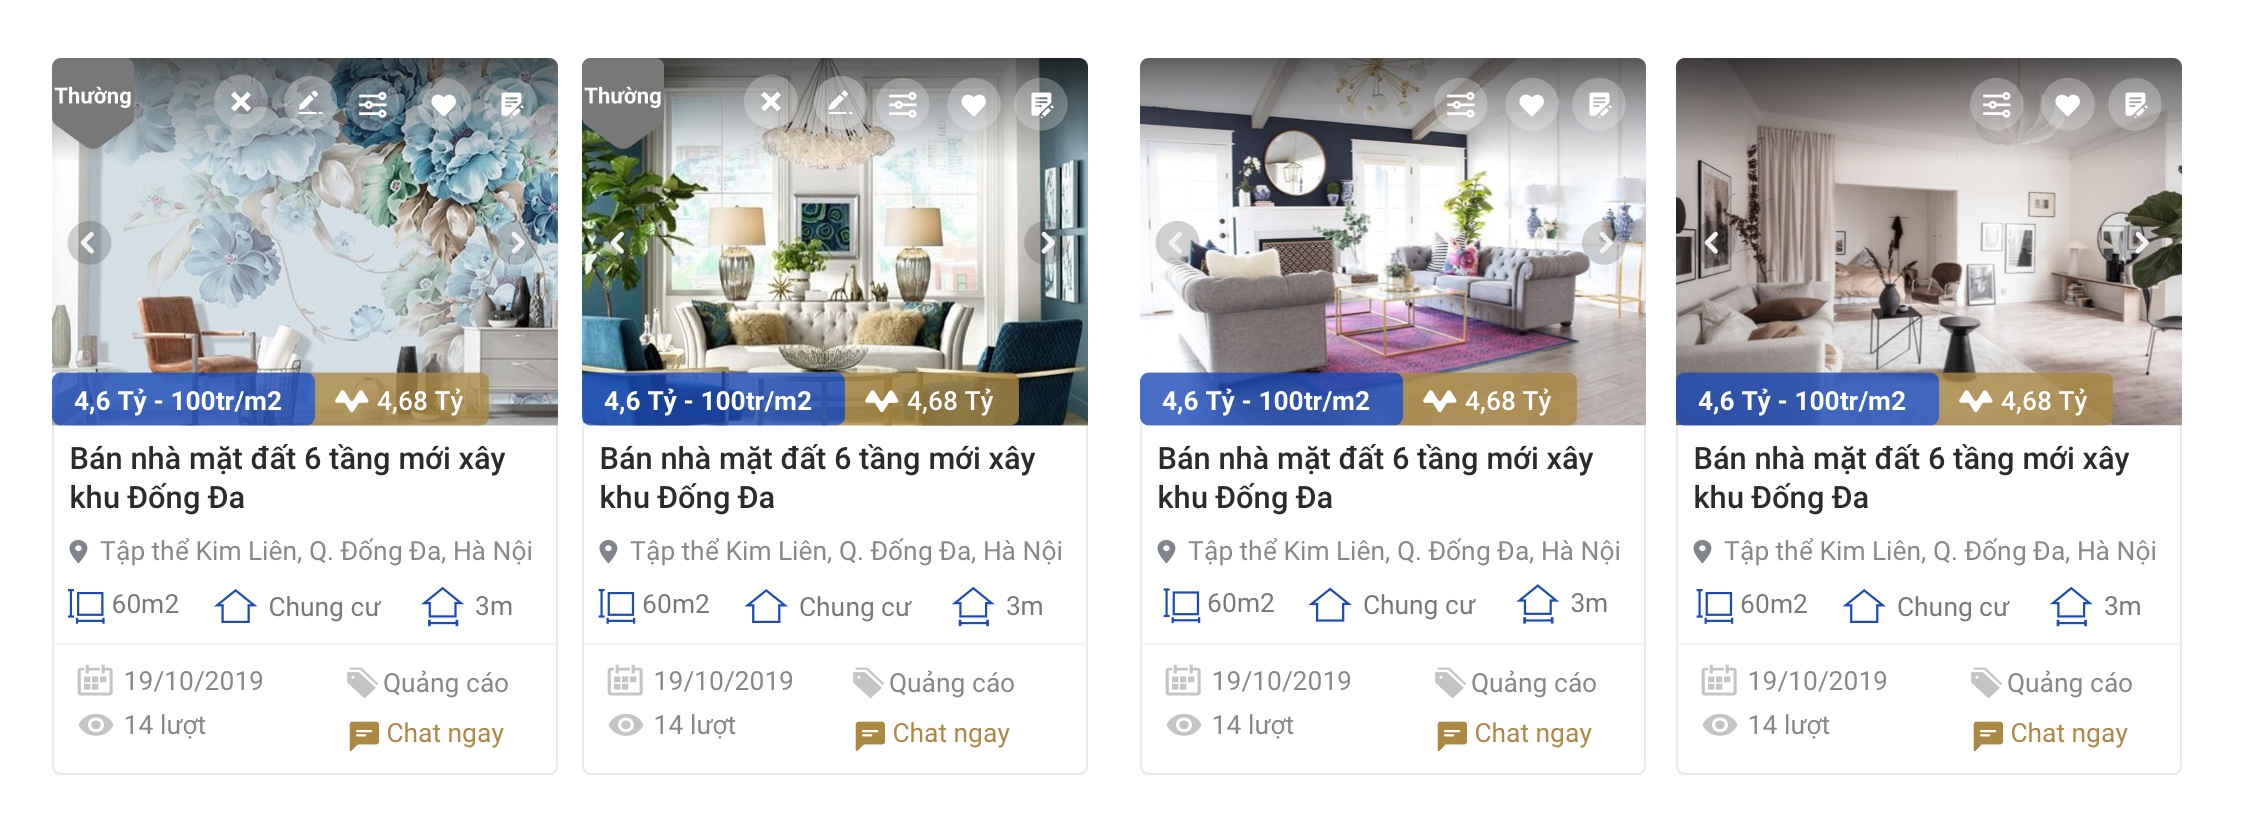 Thường
4,6 Tỷ - 100tr/m2
4,68 Tỷ
Bán nhà mặt đất 6 tầng mới xây
khu Đống Đa
Tập thể Kim Liên, Q. Đống Đa, Hà Nội
60m2
Chung cư
3m
19/10/2019
Quảng cáo
14 lượt
Chat ngay
Thường
4,6 Tỷ - 100tr/m2
4,68 Tỷ
Bán nhà mặt đất 6 tầng mới xây
khu Đống Đa
Tập thể Kim Liên, Q. Đống Đa, Hà Nội
60m2
Chung cư
3m
19/10/2019
Quảng cáo
14 lượt
Chat ngay
4,6 Tỷ - 100tr/m2
4,68 Tỷ
Bán nhà mặt đất 6 tầng mới xây
khu Đống Đa
Tập thể Kim Liên, Q. Đống Đa, Hà Nội
60m2
Chung cư
3m
19/10/2019
Quảng cáo
14 lượt
Chat ngay
4,6 Tỷ - 100tr/m2
4,68 Tỷ
Bán nhà mặt đất 6 tầng mới xây
khu Đống Đa
Tập thể Kim Liên, Q. Đống Đa, Hà Nội
60m2
Chung cư
3m
19/10/2019
Quảng cáo
14 lượt
Chat ngay